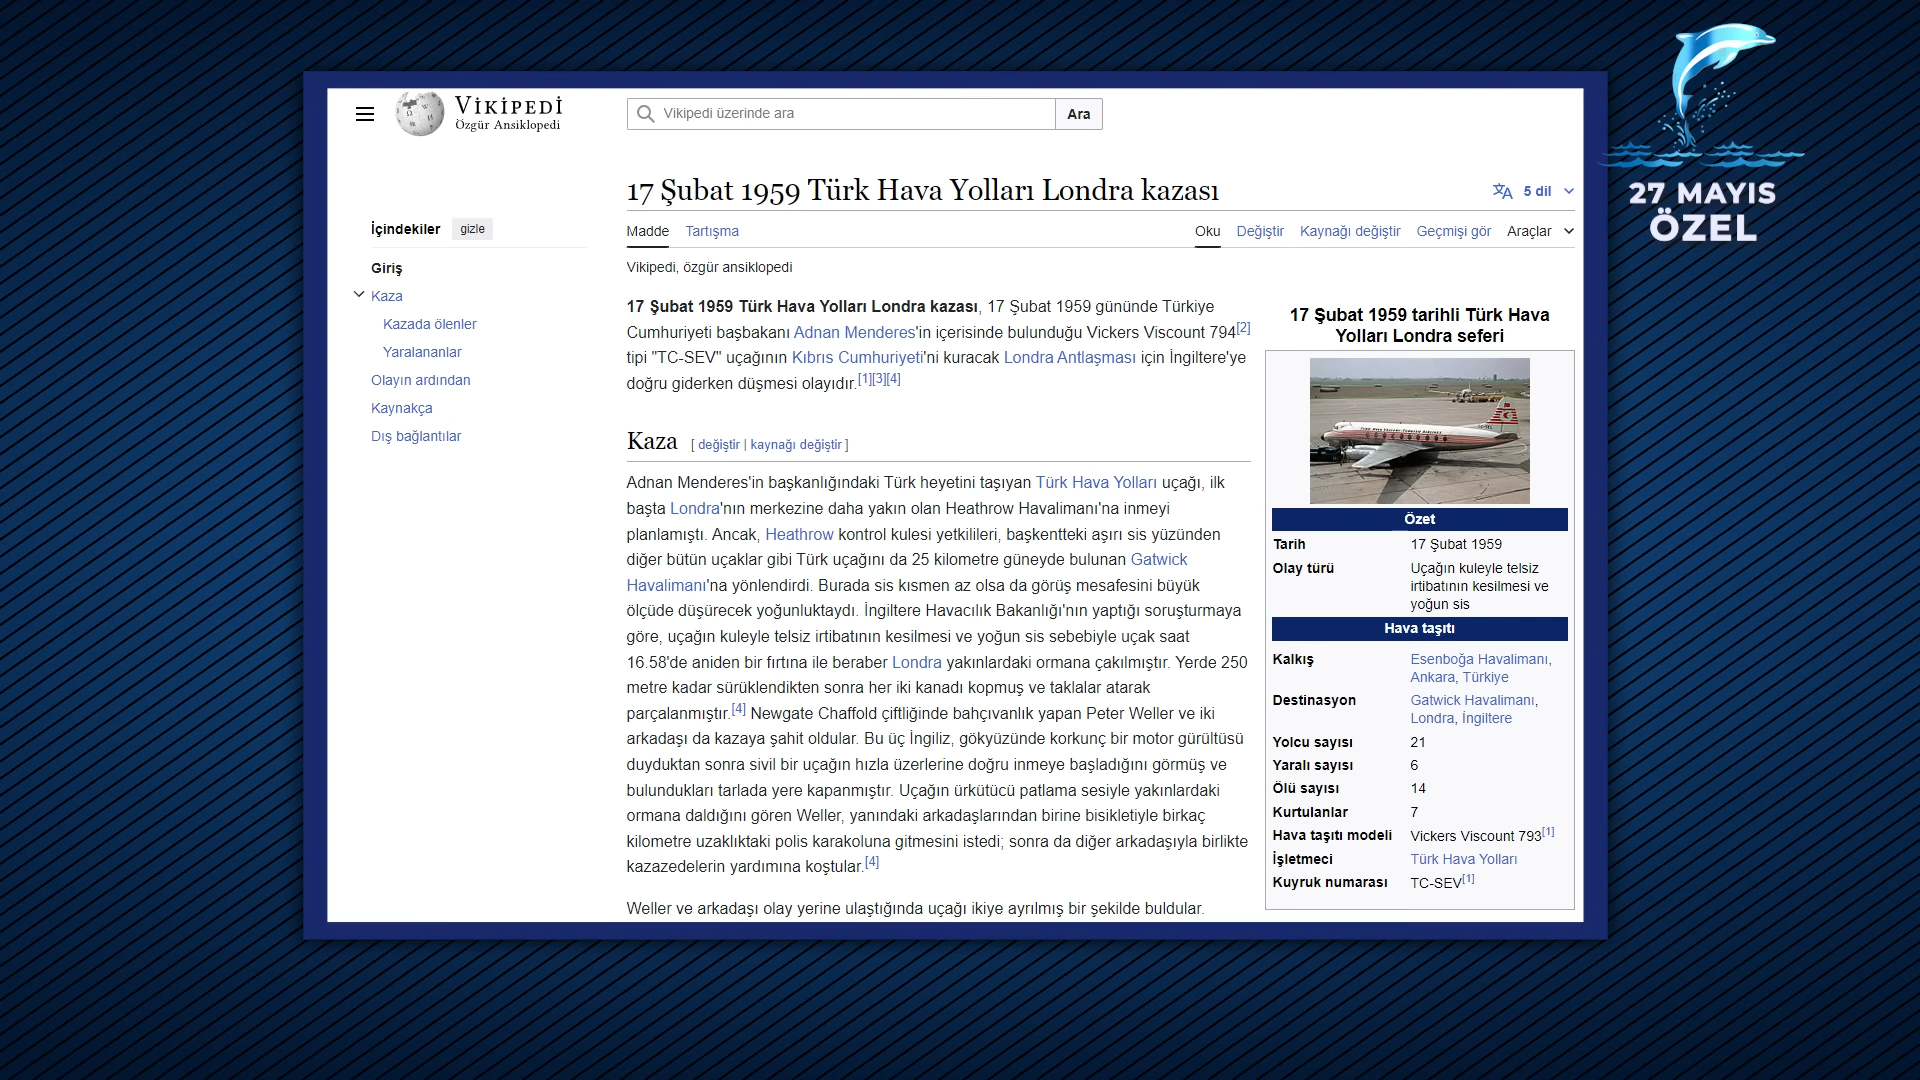 27 MAYIS
ÖZEL
VİKİPEDİ
Özgür Ansiklopedi
Vikipedi üzerinde ara
Ara
17 Şubat 1959 Türk Hava Yolları Londra kazası
5 dil
İçindekiler
gizle
Giriş
Kaza
Kazada ölenler
Yaralananlar
Olayın ardından
Kaynakça
Dış bağlantılar
Madde Tartışma
Oku Değiştir Kaynağı değiştir Geçmişi gör Araçlar
Vikipedi, özgür ansiklopedi
17 Şubat 1959 Türk Hava Yolları Londra kazası, 17 Şubat 1959 gününde Türkiye
Cumhuriyeti başbakanı Adnan Menderes'in içerisinde bulunduğu Vickers Viscount 794[2]
tipi "TC-SEV" uçağının Kıbrıs Cumhuriyeti'ni kuracak Londra Antlaşması için İngiltere'ye
doğru giderken düşmesi olayıdır.[1][3][4]
Kaza [ değiştir | kaynağı değiştir ]
Adnan Menderes'in başkanlığındaki Türk heyetini taşıyan Türk Hava Yolları uçağı, ilk
başta Londra'nın merkezine daha yakın olan Heathrow Havalimanı'na inmeyi
planlamıştı. Ancak, Heathrow kontrol kulesi yetkilileri, başkentteki aşırı sis yüzünden
diğer bütün uçaklar gibi Türk uçağını da 25 kilometre güneyde bulunan Gatwick
Havalimanı'na yönlendirdi. Burada sis kısmen az olsa da görüş mesafesini büyük
ölçüde düşürecek yoğunluktaydı. İngiltere Havacılık Bakanlığı'nın yaptığı soruşturmaya
göre, uçağın kuleyle telsiz irtibatının kesilmesi ve yoğun sis sebebiyle uçak saat
16.58'de aniden bir fırtına ile beraber Londra yakınlardaki ormana çakılmıştır. Yerde 250
metre kadar sürüklendikten sonra her iki kanadı kopmuş ve taklalar atarak
parçalanmıştır.[4] Newgate Chaffold çiftliğinde bahçıvanlık yapan Peter Weller ve iki
arkadaşı da kazaya şahit oldular. Bu üç İngiliz, gökyüzünde korkunç bir motor gürültüsü
duyduktan sonra sivil bir uçağın hızla üzerlerine doğru inmeye başladığını görmüş ve
bulundukları tarlada yere kapanmıştır. Uçağın ürkütücü patlama sesiyle yakınlardaki
ormana daldığını gören Weller, yanındaki arkadaşlarından birine bisikletiyle birkaç
kilometre uzaklıktaki polis karakoluna gitmesini istedi; sonra da diğer arkadaşıyla birlikte
kazazedelerin yardımına koştular.[4]
Weller ve arkadaşı olay yerine ulaştığında uçağı ikiye ayrılmış bir şekilde buldular.
17 Şubat 1959 tarihli Türk Hava
Yolları Londra seferi
Özet
Tarih 17 Şubat 1959
Olay türü Uçağın kuleyle telsiz
irtibatının kesilmesi ve
yoğun sis
Hava taşıtı
Kalkış Esenboğa Havalimanı,
Ankara, Türkiye
Destinasyon Gatwick Havalimanı,
Londra, İngiltere
Yolcu sayısı 21
Yaralı sayısı 6
Ölü sayısı 14
Kurtulanlar 7
Hava taşıtı modeli Vickers Viscount 793[1]
İşletmeci Türk Hava Yolları
Kuyruk numarası TC-SEV[1]